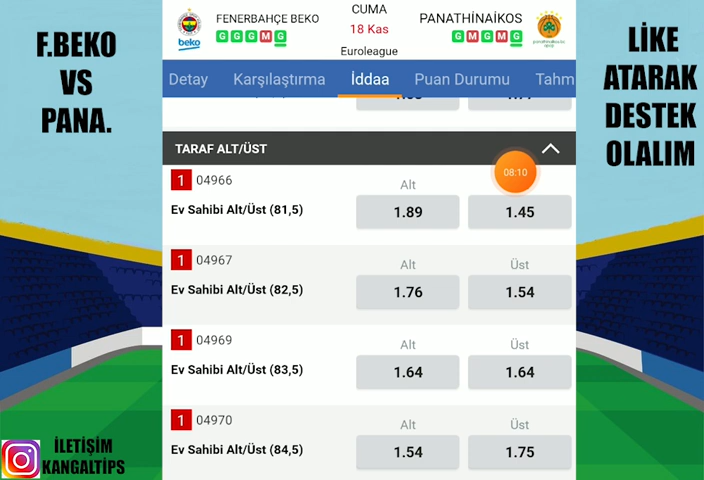 F.BEKO
VS
PANA.
FENERBAHÇE BEKO
G G G M G
beko
CUMA
18 Kas
Euroleague
PANATHİNAİKOS
G M G M G
LİKE
ATARAK
DESTEK
OLALIM
Detay Karşılaştırma İddaa Puan Durumu Tahm
TARAF ALT/ÜST
08:10
1 04966
Alt
Ev Sahibi Alt/Üst (81,5) 1.89 1.45
1 04967
Alt Üst
Ev Sahibi Alt/Üst (82,5) 1.76 1.54
1 04969
Alt Üst
Ev Sahibi Alt/Üst (83,5) 1.64 1.64
1 04970
Alt Üst
Ev Sahibi Alt/Üst (84,5) 1.54 1.75
İLETİŞİM
KANGALTİPS